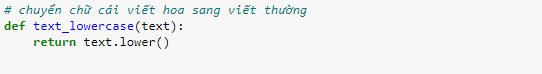 # chuyển chữ cái viết hoa sang viết thường
def text_lowercase(text):
    return text.lower()